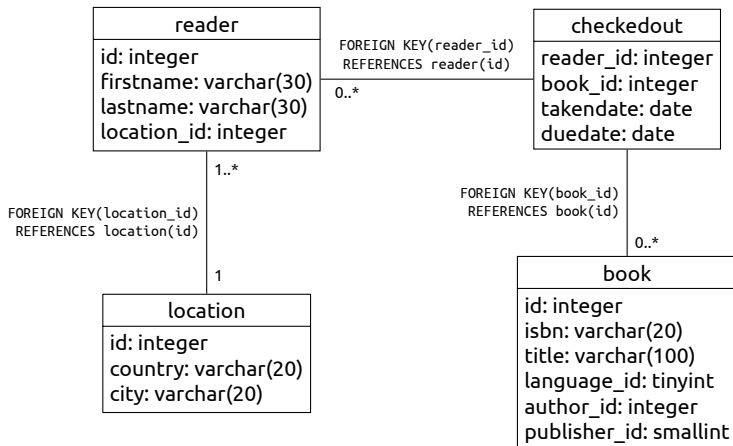 reader
id: integer
firstname: varchar(30)
lastname: varchar(30)
location_id: integer
FOREIGN KEY(reader_id)
REFERENCES reader(id)
0..*
checkedout
reader_id: integer
book_id: integer
takendate: date
duedate: date
1..*
FOREIGN KEY(location_id)
REFERENCES location(id)
1
FOREIGN KEY(book_id)
REFERENCES book(id)
0..*
location
id: integer
country: varchar(20)
city: varchar(20)
book
id: integer
isbn: varchar(20)
title: varchar(100)
language_id: tinyint
author_id: integer
publisher_id: smallint